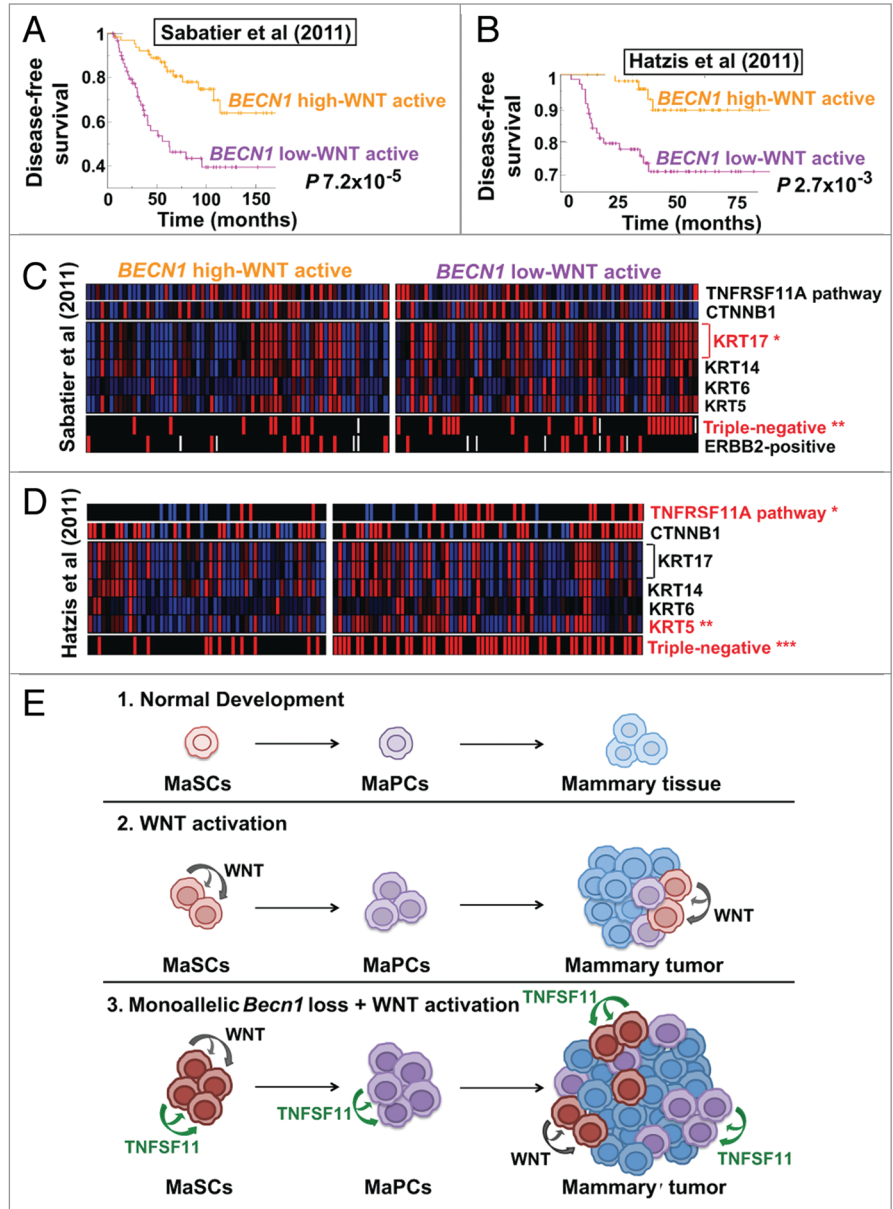 A
Sabatier et al (2011)
Disease-free
survival
1
0.8
0.6
0.4
BECN1 high-WNT active
BECN1 low-WNT active
P 7.2x10-5
0 50 100 150
Time (months)
B
Hatzis et al (2011)
Disease-free
survival
1
0.9
0.8
0.7
BECN1 high-WNT active
BECN1 low-WNT active
P 2.7x10-3
0 25 50 75
Time (months)
C
BECN1 high-WNT active
BECN1 low-WNT active
Sabatier et al (2011)
TNFRSF11A pathway
CTNNB1
KRT17 *
KRT14
KRT6
KRT5
Triple-negative **
ERBB2-positive
D
Hatzis et al (2011)
TNFRSF11A pathway *
CTNNB1
KRT17
KRT14
KRT6
KRT5 **
Triple-negative ***
E
1. Normal Development
MaSCs
MaPCs
Mammary tissue
2. WNT activation
WNT
WNT
MaSCs
MaPCs
Mammary tumor
3. Monoallelic Becn1 loss + WNT activation
TNFSF11
WNT
TNFSF11
TNFSF11
WNT
TNFSF11
MaSCs
MaPCs
Mammary tumor